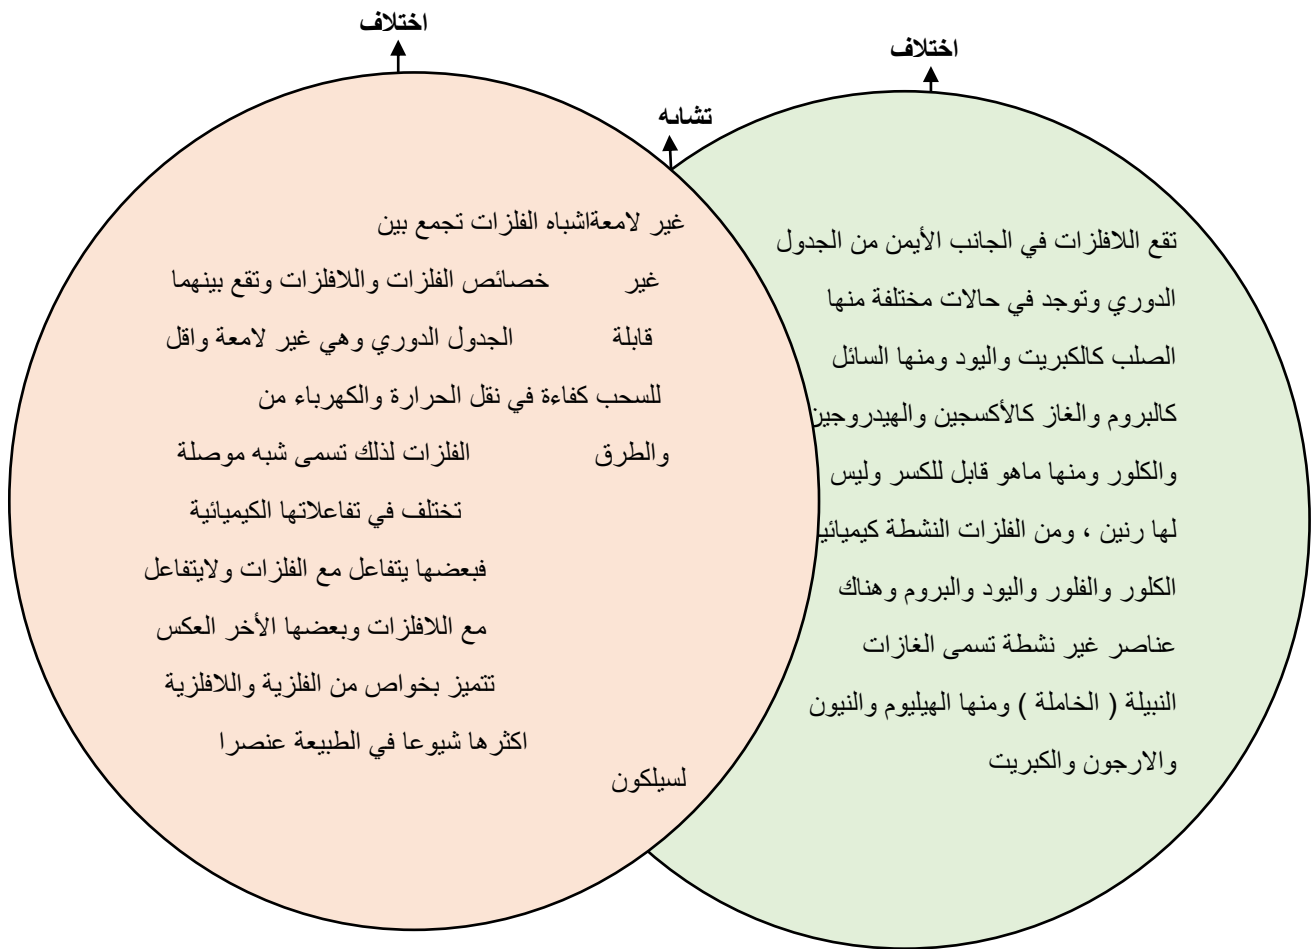 اختلاف
اختلاف
تشابه
تقع اللافلزات في الجانب الأيمن من الجدول
الدوري وتوجد في حالات مختلفة منها
الصلب كالكبريت واليود ومنها السائل
كالبروم والغاز كالأكسجين والهيدروجين
والكلور ومنها ماهو قابل للكسر وليس
لها رنين ، ومن الفلزات النشطة كيميائي
الكلور والفلور واليود والبروم وهناك
عناصر غير نشطة تسمى الغازات
النبيلة ( الخاملة ) ومنها الهيليوم والنيون
والارجون والكبريت
غير لامعةاشباه الفلزات تجمع بين
غير خصائص الفلزات واللافلزات وتقع بينهما
قابلة الجدول الدوري وهي غير لامعة واقل
للسحب كفاءة في نقل الحرارة والكهرباء من
والطرق الفلزات لذلك تسمى شبه موصلة
تختلف في تفاعلاتها الكيميائية
فبعضها يتفاعل مع الفلزات ولايتفاعل
مع اللافلزات وبعضها الأخر العكس
تتميز بخواص من الفلزية واللافلزية
اكثرها شيوعا في الطبيعة عنصرا
لسيلكون